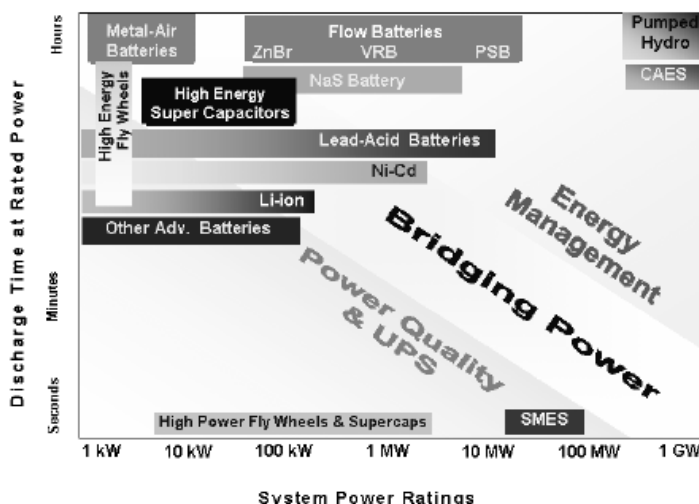 Discharge Time at Rated Power
Hours
Minutes
Seconds
Metal-Air
Batteries
Flow Batteries
ZnBr VRB PSB
Pumped
Hydro
NaS Battery
CAES
High Energy
Fly Wheels
High Energy
Super Capacitors
Lead-Acid Batteries
Ni-Cd
Li-ion
Other Adv. Batteries
Energy
Management
Bridging Power
Power Quality
& UPS
High Power Fly Wheels & Supercaps
SMES
1 kW 10 kW 100 kW 1 MW 10 MW 100 MW 1 GW
System Power Ratings